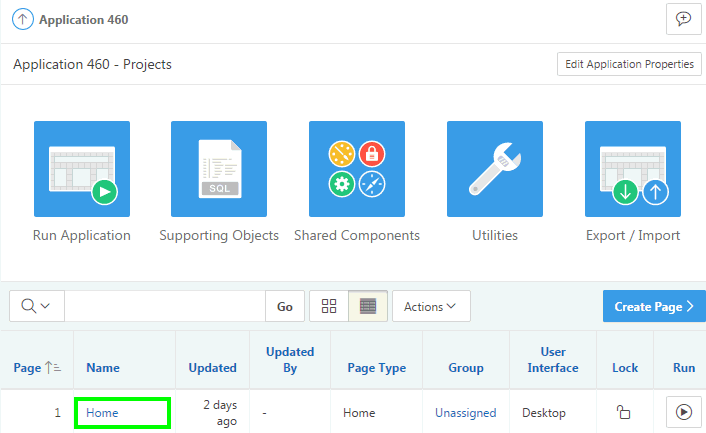 Application 460
Application 460 - Projects
Edit Application Properties
SQL
Run Application
Supporting Objects
Shared Components
Utilities
Export / Import
Go
Actions
Create Page
Page
Name
Updated
Updated
By
Page Type
Group
User
Interface
Lock
Run
1
Home
2 days
ago
-
Home
Unassigned
Desktop